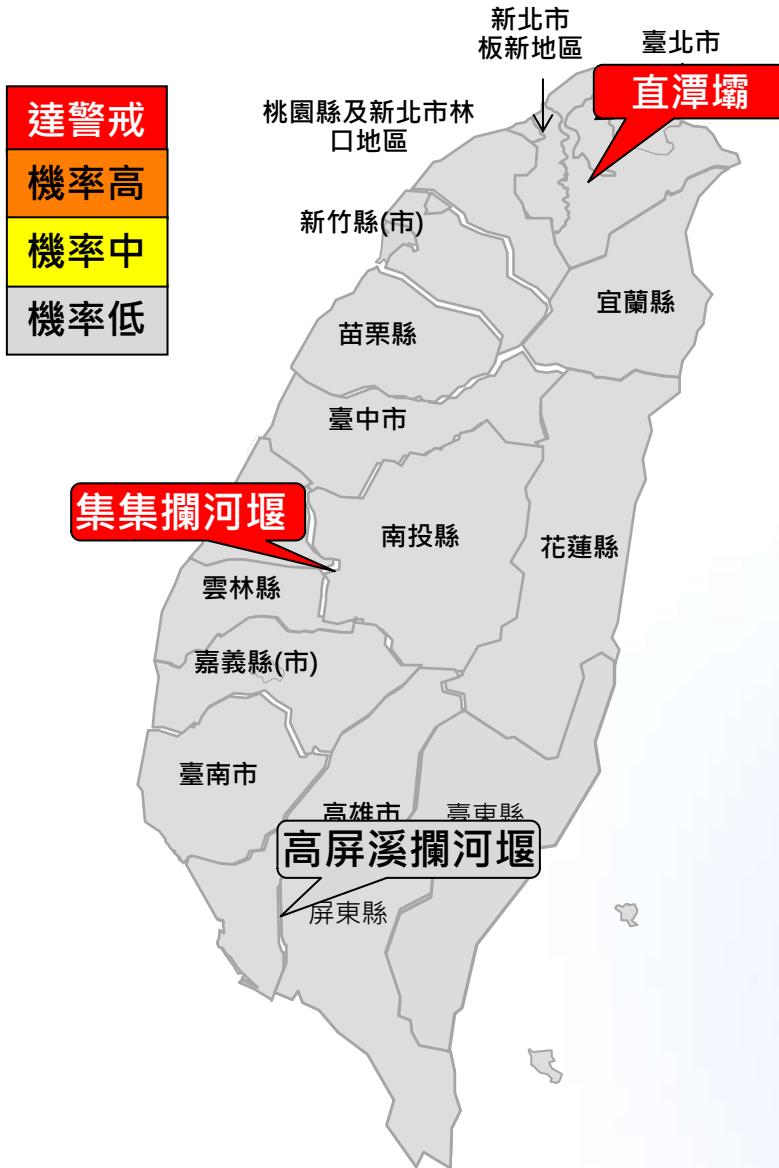 新北市
板新地區
臺北市
直潭壩
達警戒
機率高
機率中
機率低
桃園縣及新北市林
口地區
新竹縣(市)
宜蘭縣
苗栗縣
臺中市
集集攔河堰
南投縣
花蓮縣
雲林縣
嘉義縣(市)
臺南市
高雄市
臺東縣
高屏溪攔河堰
屏東縣